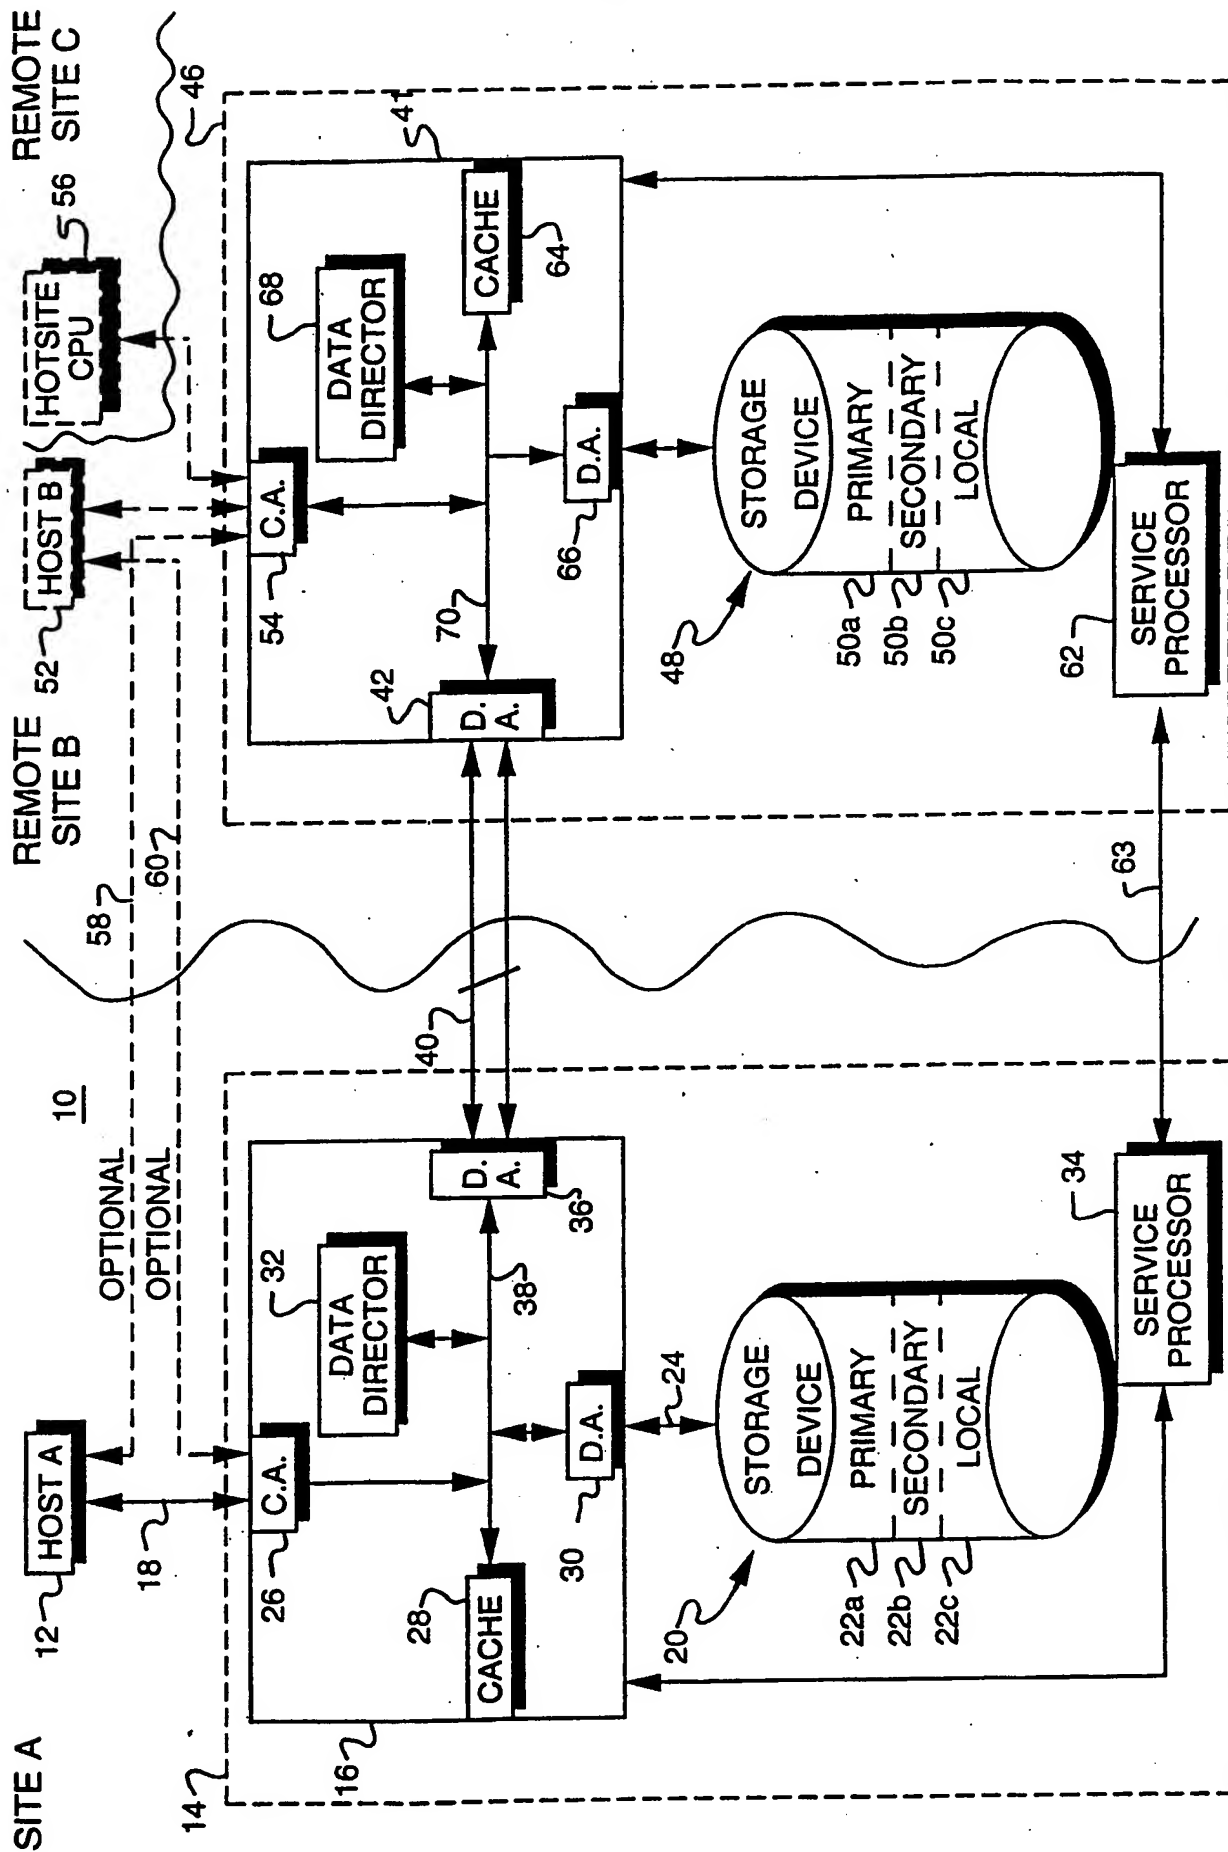 SITE A
10
REMOTE
SITE B
REMOTE
SITE C
12
HOST A
18
OPTIONAL
OPTIONAL
58
60
52
HOST B
HOTSITE
CPU
56
14
16
26
C.A.
32
DATA
DIRECTOR
28
CACHE
38
D.
A.
36
30
D.A.
24
40
46
41
54
C.A.
68
DATA
DIRECTOR
42
D.
A.
70
CACHE
64
66
D.A.
20
STORAGE
DEVICE
22a
PRIMARY
22b
SECONDARY
22c
LOCAL
34
SERVICE
PROCESSOR
63
48
STORAGE
DEVICE
50a
PRIMARY
50b
SECONDARY
50c
LOCAL
62
SERVICE
PROCESSOR